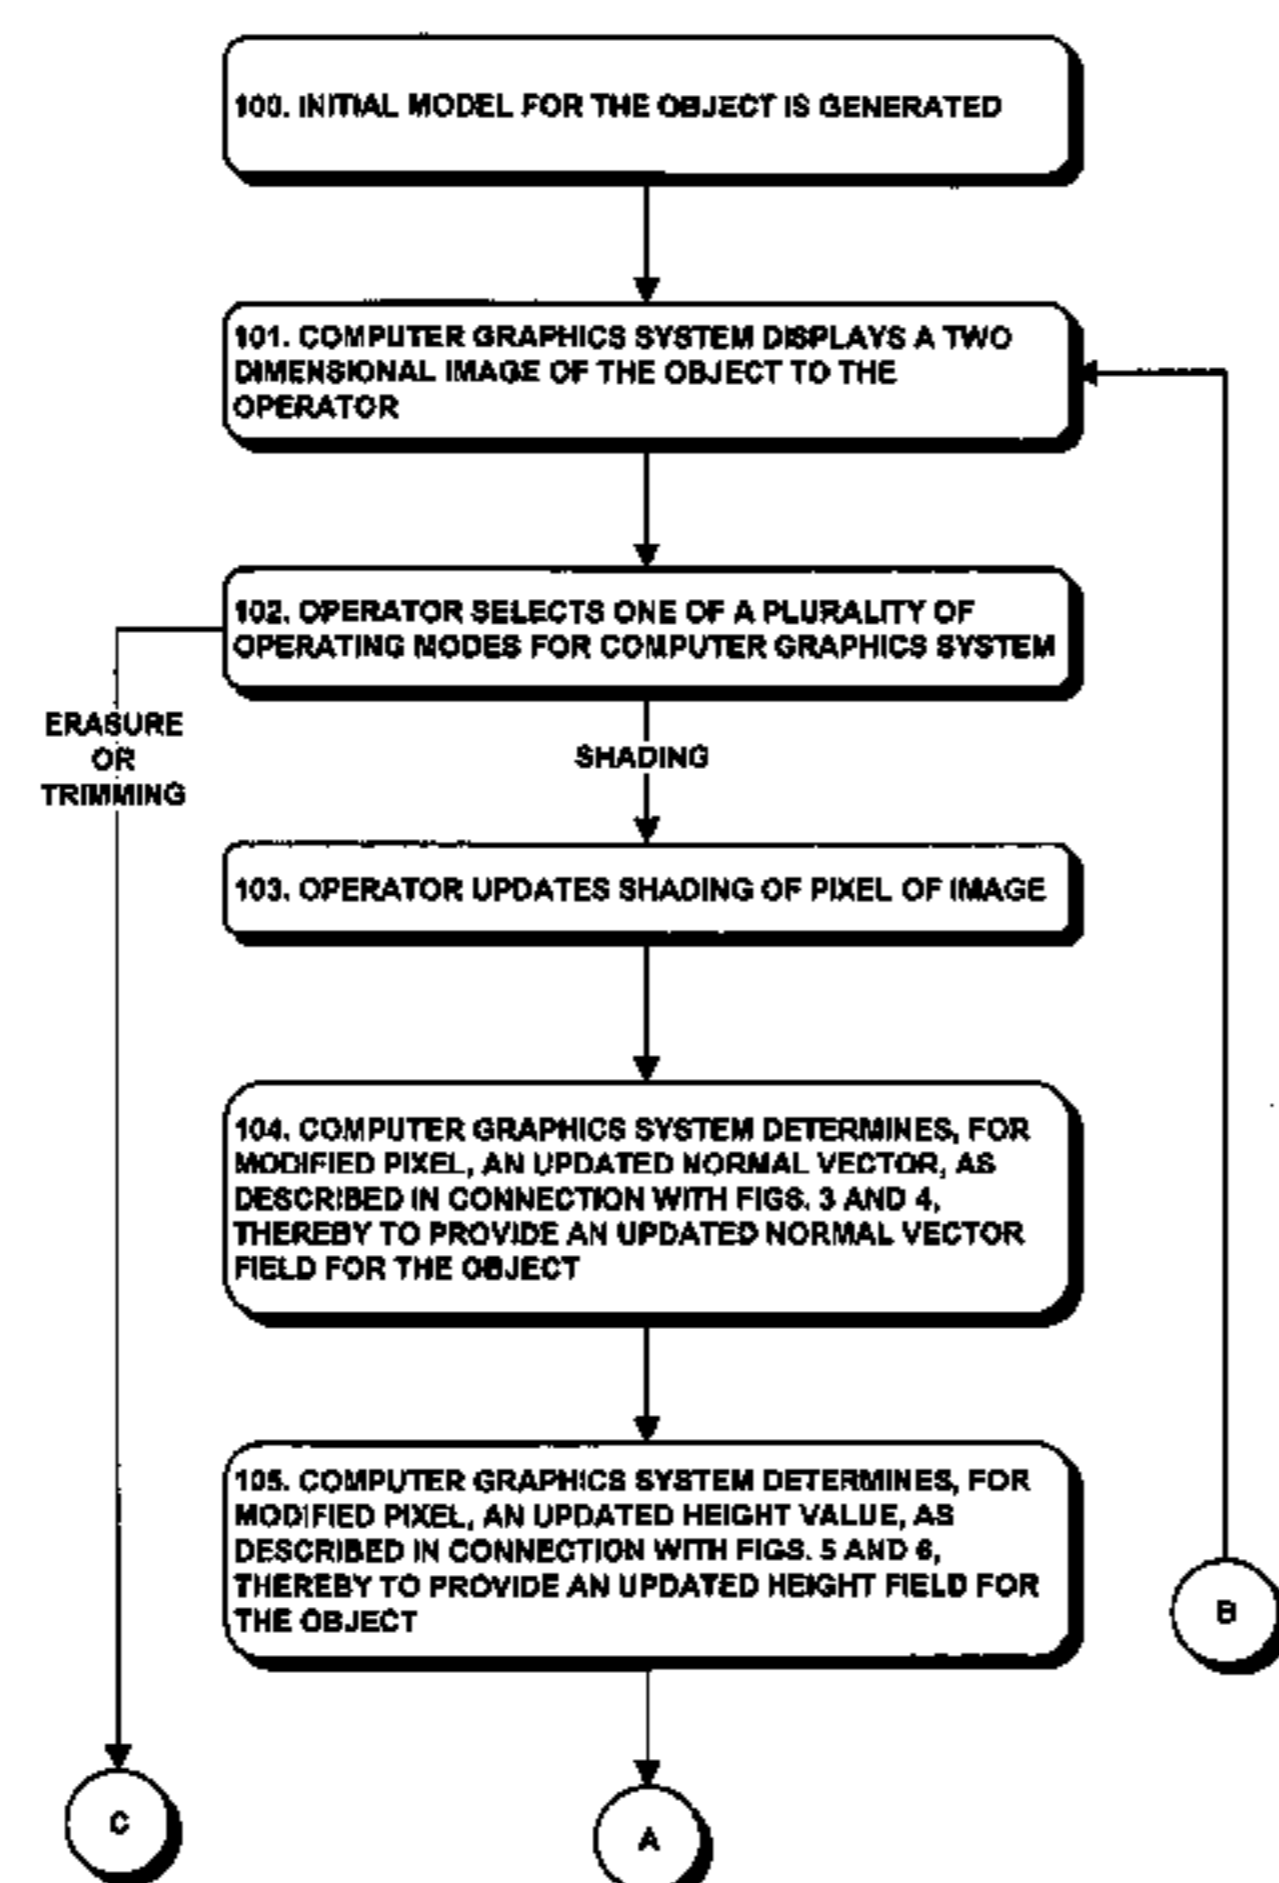 100. INITIAL MODEL FOR THE OBJECT IS GENERATED
101. COMPUTER GRAPHICS SYSTEM DISPLAYS A TWO
DIMENSIONAL IMAGE OF THE OBJECT TO THE
OPERATOR
102. OPERATOR SELECTS ONE OF A PLURALITY OF
OPERATING MODES FOR COMPUTER GRAPHICS SYSTEM
ERASURE
OR
TRIMMING
SHADING
103. OPERATOR UPDATES SHADING OF PIXEL OF IMAGE
104. COMPUTER GRAPHICS SYSTEM DETERMINES, FOR
MODIFIED PIXEL, AN UPDATED NORMAL VECTOR, AS
DESCRIBED IN CONNECTION WITH FIGS. 3 AND 4,
THEREBY TO PROVIDE AN UPDATED NORMAL VECTOR
FIELD FOR THE OBJECT
105. COMPUTER GRAPHICS SYSTEM DETERMINES, FOR
MODIFIED PIXEL, AN UPDATED HEIGHT VALUE, AS
DESCRIBED IN CONNECTION WITH FIGS. 5 AND 6,
THEREBY TO PROVIDE AN UPDATED HEIGHT FIELD FOR
THE OBJECT
B
C
A